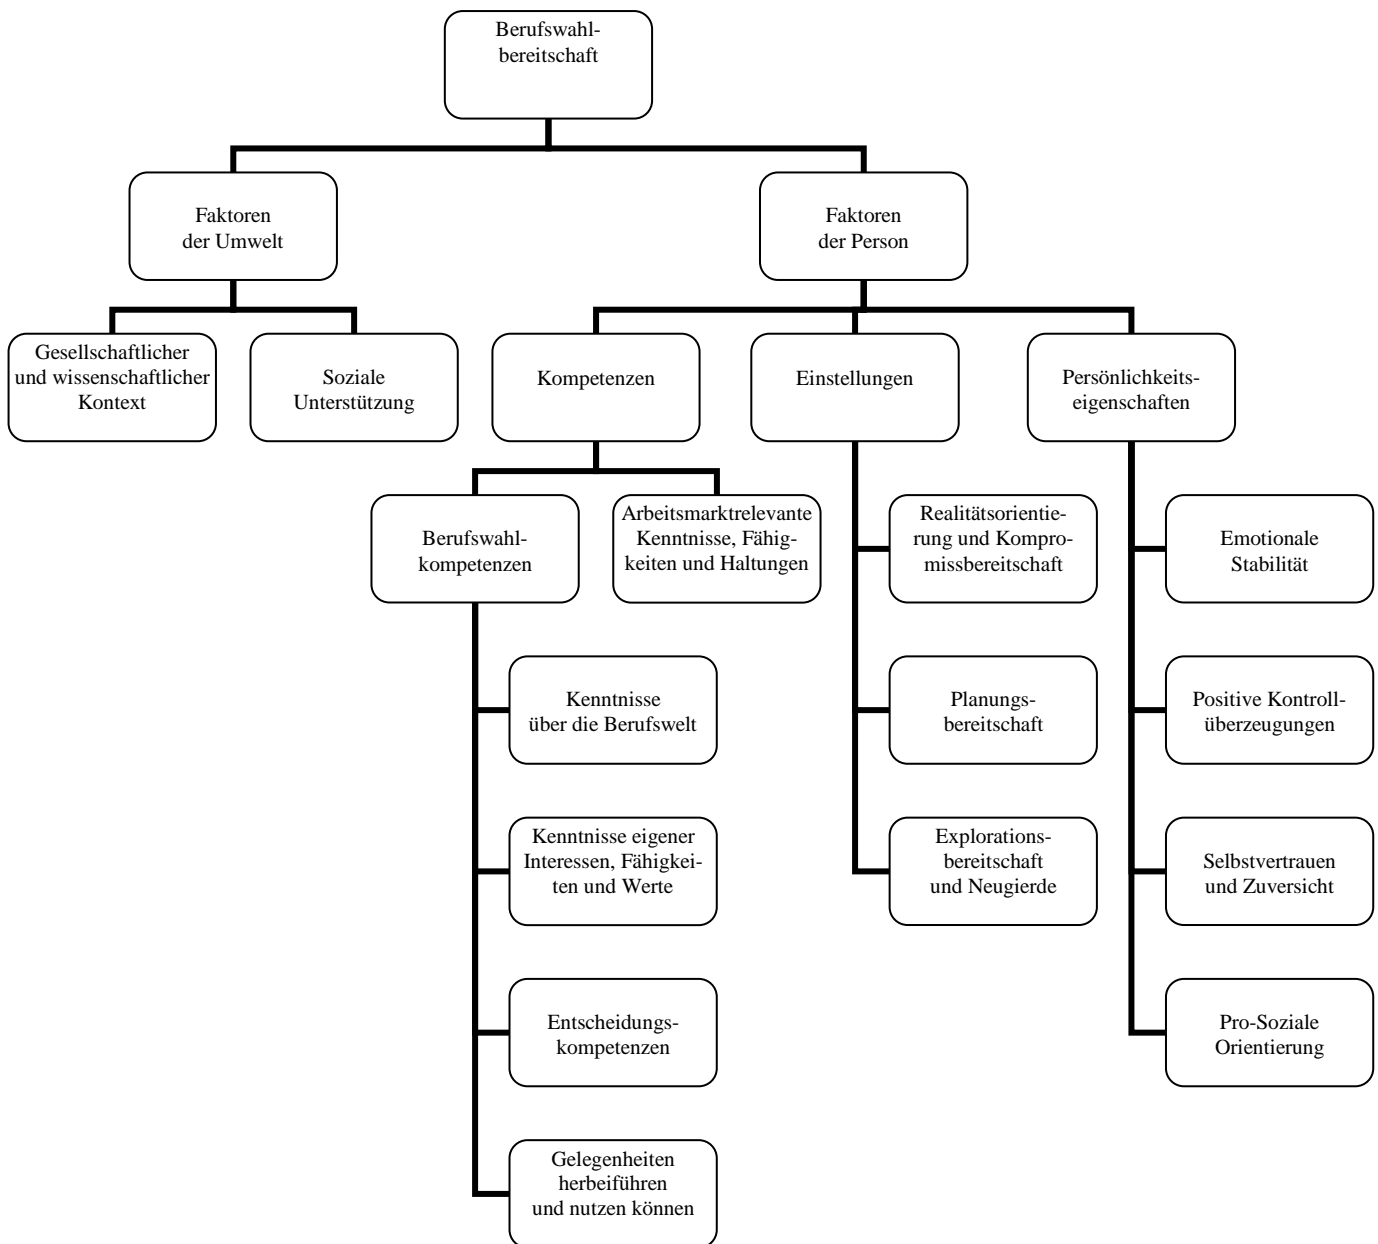 Berufswahl-
bereitschaft
Faktoren
der Umwelt
Faktoren
der Person
Gesellschaftlicher
und wissenschaftlicher
Kontext
Soziale
Unterstützung
Kompetenzen
Einstellungen
Persönlichkeits-
eigenschaften
Berufswahl-
kompetenzen
Arbeitsmarktrelevante
Kenntnisse, Fähig-
keiten und Haltungen
Realitätsorientie-
rung und Kompro-
missbereitschaft
Emotionale
Stabilität
Kenntnisse
über die Berufswelt
Planungs-
bereitschaft
Positive Kontroll-
überzeugungen
Kenntnisse eigener
Interessen, Fähigkei-
ten und Werte
Explorations-
bereitschaft
und Neugierde
Selbstvertrauen
und Zuversicht
Entscheidungs-
kompetenzen
Pro-Soziale
Orientierung
Gelegenheiten
herbeiführen
und nutzen können